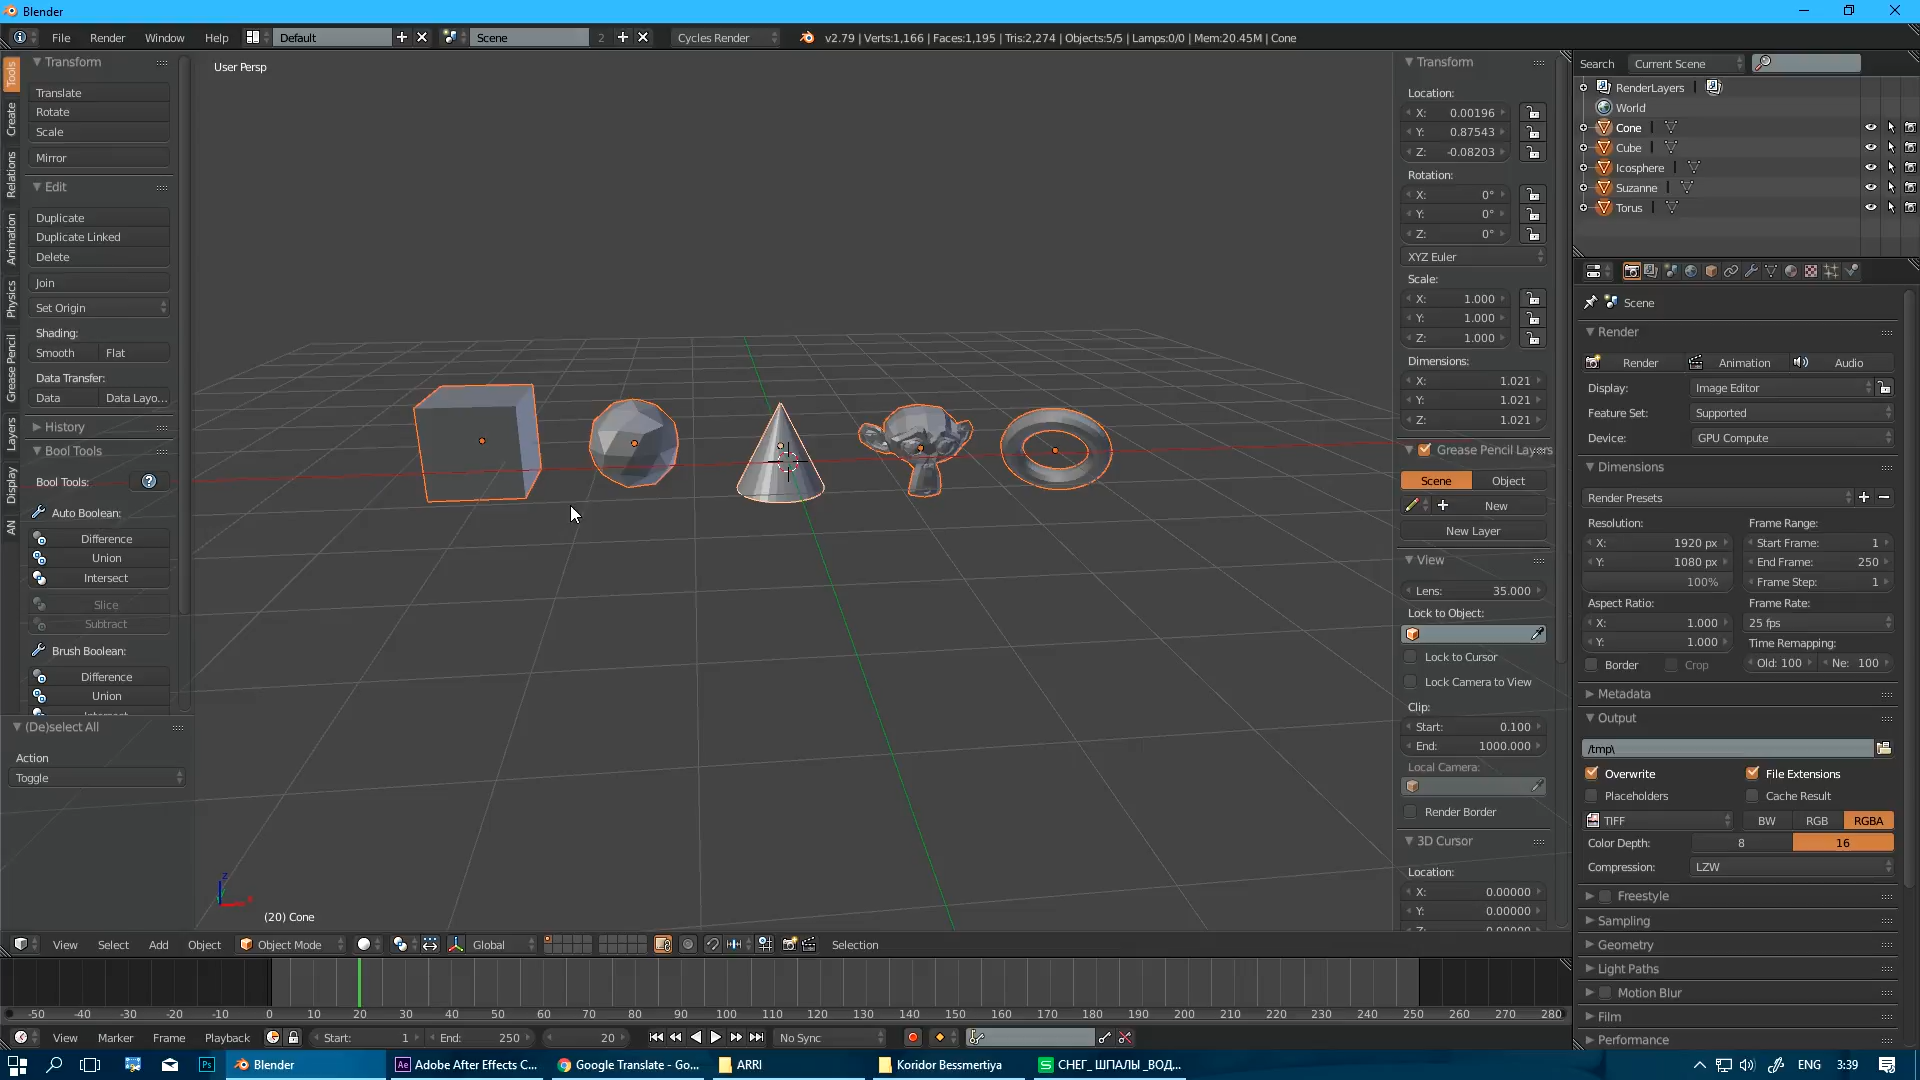 Blender
File Render Window Help Default Scene 2 Cycles Render v2.79 | Verts:1,166 | Faces:1,195 | Tris:2,274 | Objects:5/5 | Lamps:0/0 | Mem:20.45M | Cone
Tools
Create
Relations
Animation
Physics
Grease Pencil
Layers
Display
AN
Transform
Translate
Rotate
Scale
Mirror
Edit
Duplicate
Duplicate Linked
Delete
Join
Set Origin
Shading:
Smooth Flat
Data Transfer:
Data Data Layo...
History
Bool Tools
Bool Tools:
Auto Boolean:
Difference
Union
Intersect
Slice
Subtract
Brush Boolean:
Difference
Union
(De)select All
Action
Toggle
User Persp
(20) Cone
Transform
Location:
X: 0.00196
Y: 0.87543
Z: -0.08203
Rotation:
X: 0°
Y: 0°
Z: 0°
XYZ Euler
Scale:
X: 1.000
Y: 1.000
Z: 1.000
Dimensions:
X: 1.021
Y: 1.021
Z: 1.021
Grease Pencil Layers
Scene Object
New
New Layer
View
Lens: 35.000
Lock to Object:
Lock to Cursor
Lock Camera to View
Clip:
Start: 0.100
End: 1000.000
Local Camera:
Render Border
3D Cursor
Location:
X: 0.00000
Y: 0.00000
Search Current Scene
RenderLayers
World
Cone
Cube
Icosphere
Suzanne
Torus
Scene
Render
Render Animation Audio
Display: Image Editor
Feature Set: Supported
Device: GPU Compute
Dimensions
Render Presets
Resolution: Frame Range:
X: 1920 px Start Frame: 1
Y: 1080 px End Frame: 250
100% Frame Step: 1
Aspect Ratio: Frame Rate:
X: 1.000 25 fps
Y: 1.000 Time Remapping:
Border Crop Old: 100 Ne: 100
Metadata
Output
/tmp\
Overwrite File Extensions
Placeholders Cache Result
TIFF BW RGB RGBA
Color Depth: 8 16
Compression: LZW
Freestyle
Sampling
Geometry
Light Paths
Motion Blur
Film
Performance
View Select Add Object Object Mode Global Selection
-50 -40 -30 -20 -10 0 10 20 30 40 50 60 70 80 90 100 110 120 130 140 150 160 170 180 190 200 210 220 230 240 250 260 270 280
View Marker Frame Playback Start: 1 End: 250 20 No Sync
Blender Adobe After Effects C... Google Translate - Go... ARRI Koridor Bessmertiya СНЕГ_ ШПАЛЫ _ВОД... ENG 3:39